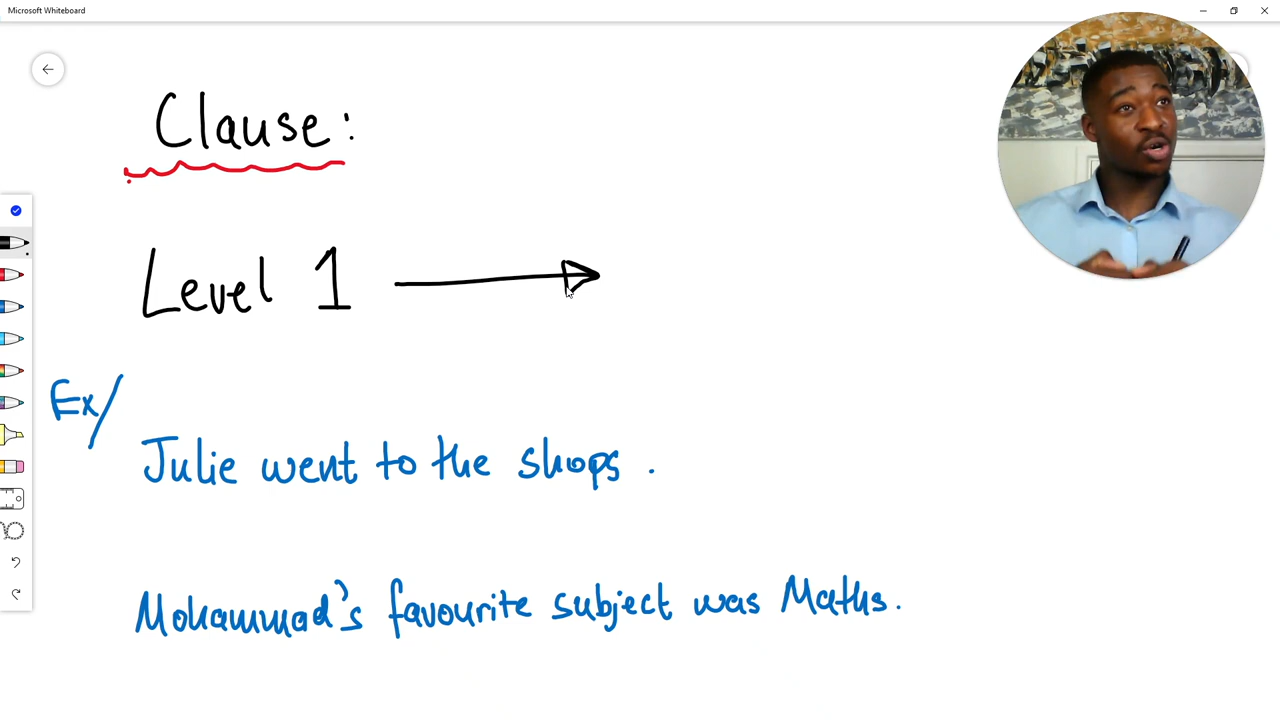 Microsoft Whiteboard
Clause:
Level 1
Ex/
Julie went to the shops.
Mohammad's favourite subject was Maths.